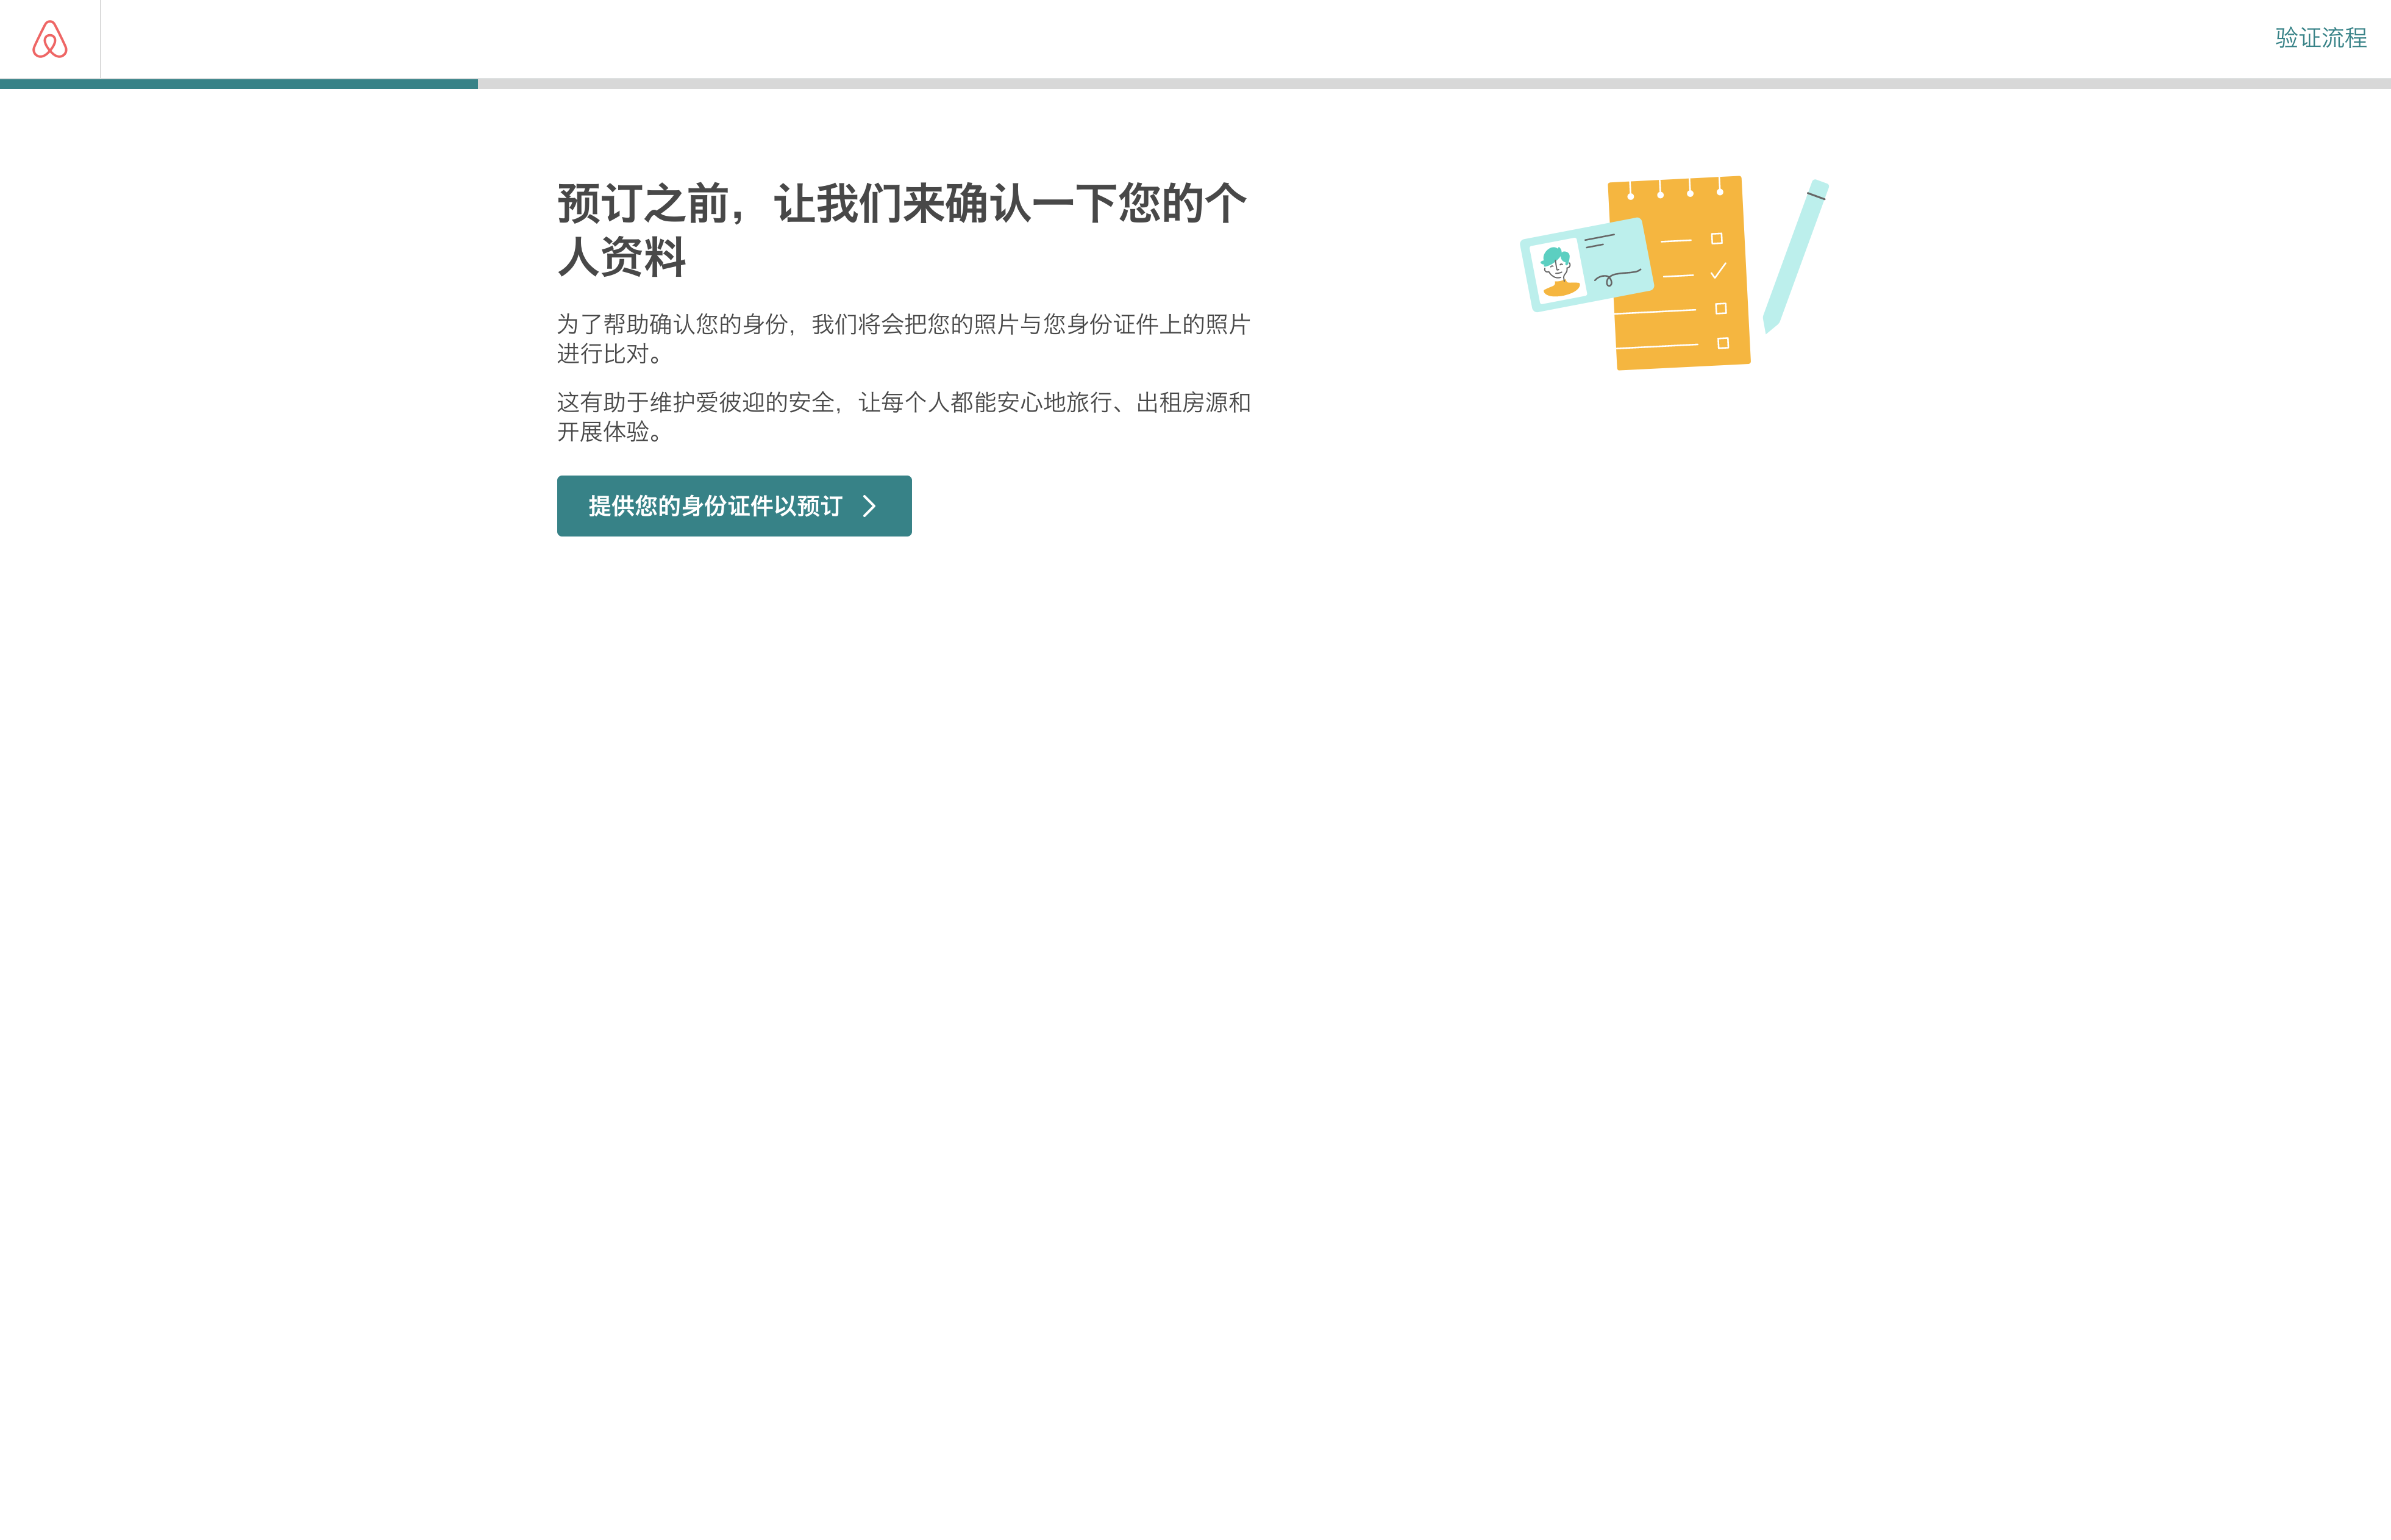 验证流程
预订之前，让我们来确认一下您的个
人资料
为了帮助确认您的身份，我们将会把您的照片与您身份证件上的照片
进行比对。
这有助于维护爱彼迎的安全，让每个人都能安心地旅行、出租房源和
开展体验。
提供您的身份证件以预订